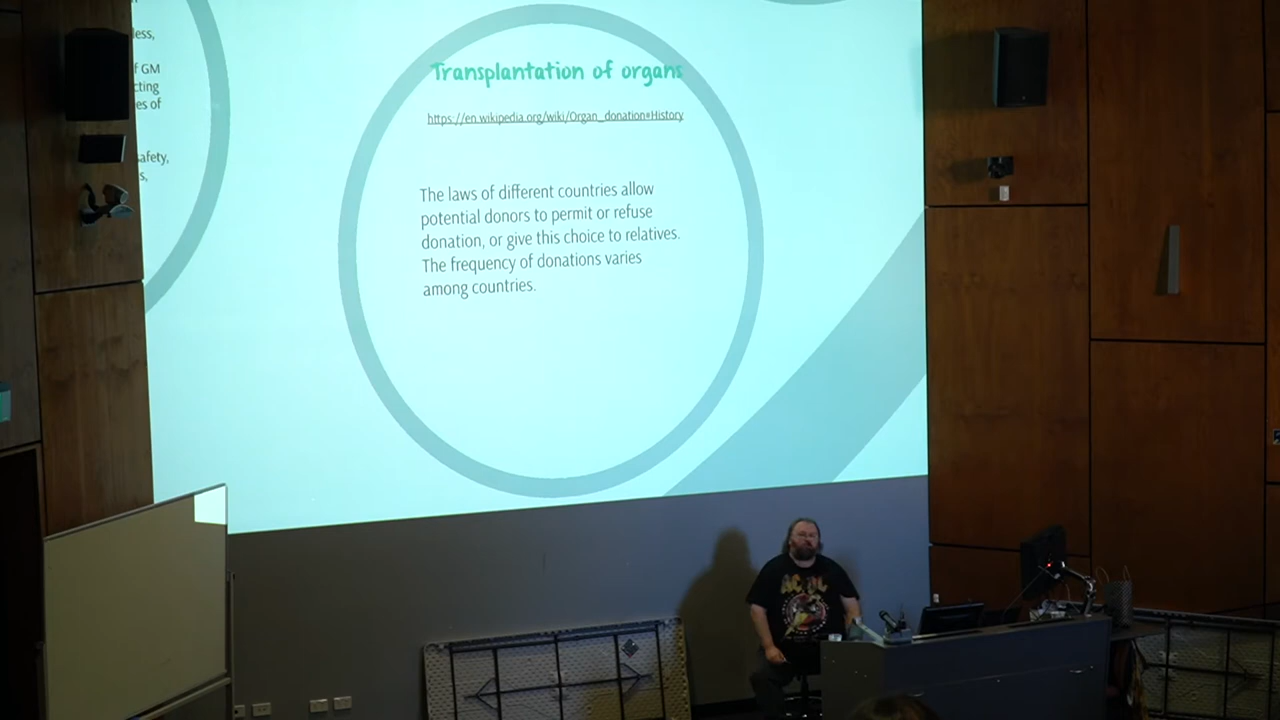 less,
f GM
cting
es of
afety,
s,
Transplantation of organs
https://en.wikipedia.org/wiki/Organ_donation#History
The laws of different countries allow
potential donors to permit or refuse
donation, or give this choice to relatives.
The frequency of donations varies
among countries.